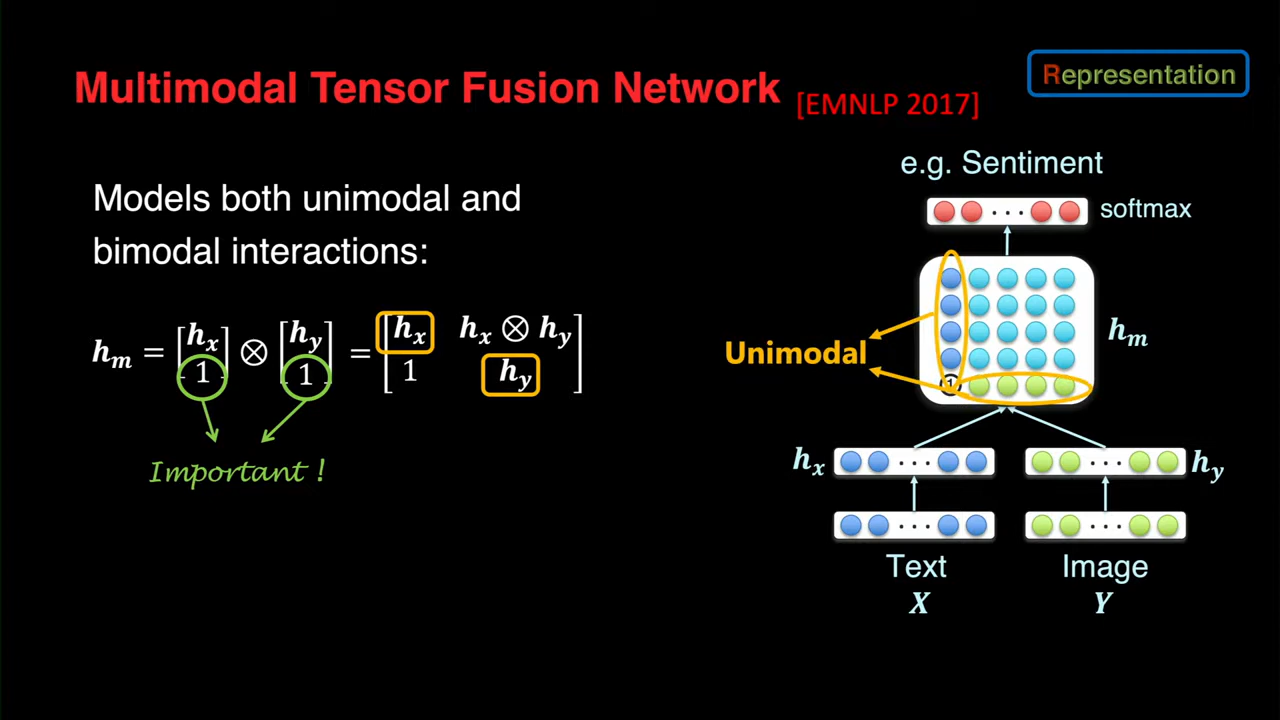 Multimodal Tensor Fusion Network [EMNLP 2017]
Representation
Models both unimodal and
bimodal interactions:
h_m = [h_x 1] ⊗ [h_y 1] = [h_x h_x ⊗ h_y 1 h_y]
Important !
e.g. Sentiment
softmax
Unimodal
h_m
1
h_x
h_y
Text
Image
X
Y